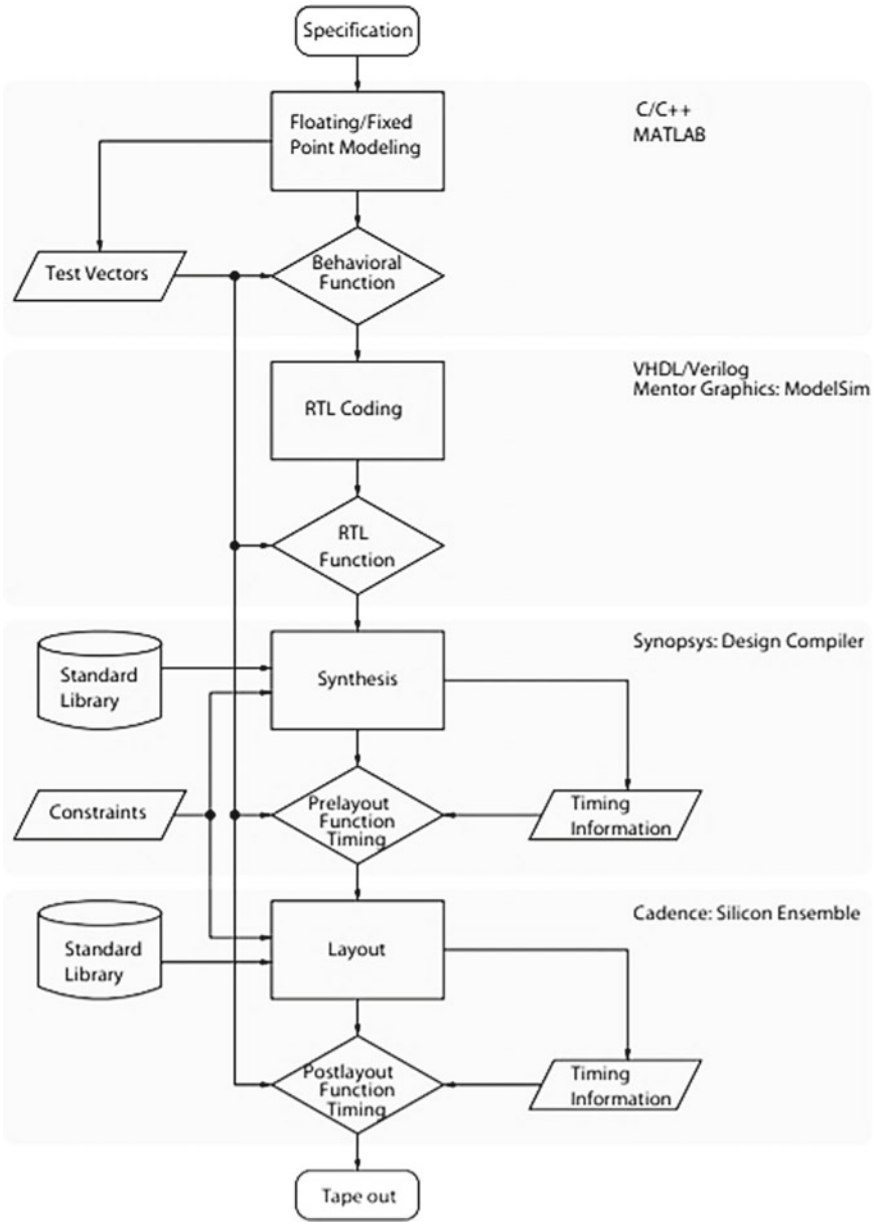 Specification
Floating/Fixed
Point Modeling
C/C++
MATLAB
Test Vectors
Behavioral
Function
RTL Coding
VHDL/Verilog
Mentor Graphics: ModelSim
RTL
Function
Standard
Library
Synthesis
Synopsys: Design Compiler
Constraints
Prelayout
Function
Timing
Timing
Information
Standard
Library
Layout
Cadence: Silicon Ensemble
Postlayout
Function
Timing
Timing
Information
Tape out